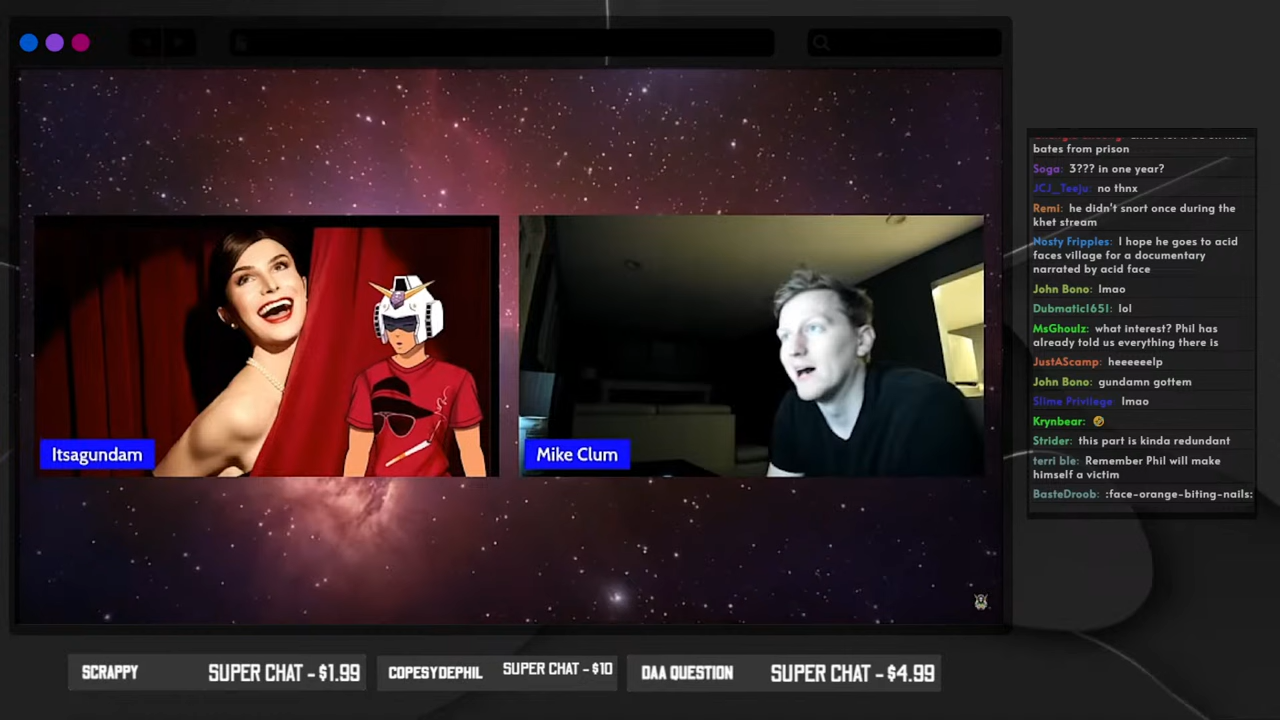 bates from prison
Soga: 3??? in one year?
JCJ_Teeju: no thnx
Remi: he didn't snort once during the
khet stream
Nosty Fripples: I hope he goes to acid
faces village for a documentary
narrated by acid face
John Bono: lmao
Dubmatic1651: lol
MsGhoulz: what interest? Phil has
already told us everything there is
JustAScamp: heeeeeelp
John Bono: gundamn gottem
Slime Privilege: lmao
Krynbear: 🤣
Strider: this part is kinda redundant
terri ble: Remember Phil will make
himself a victim
BasteDroob: :face-orange-biting-nails:
Itsagundam
Mike Clum
SCRAPPY SUPER CHAT - $1.99
COPESYDEPHIL SUPER CHAT - $10
DAA QUESTION SUPER CHAT - $4.99